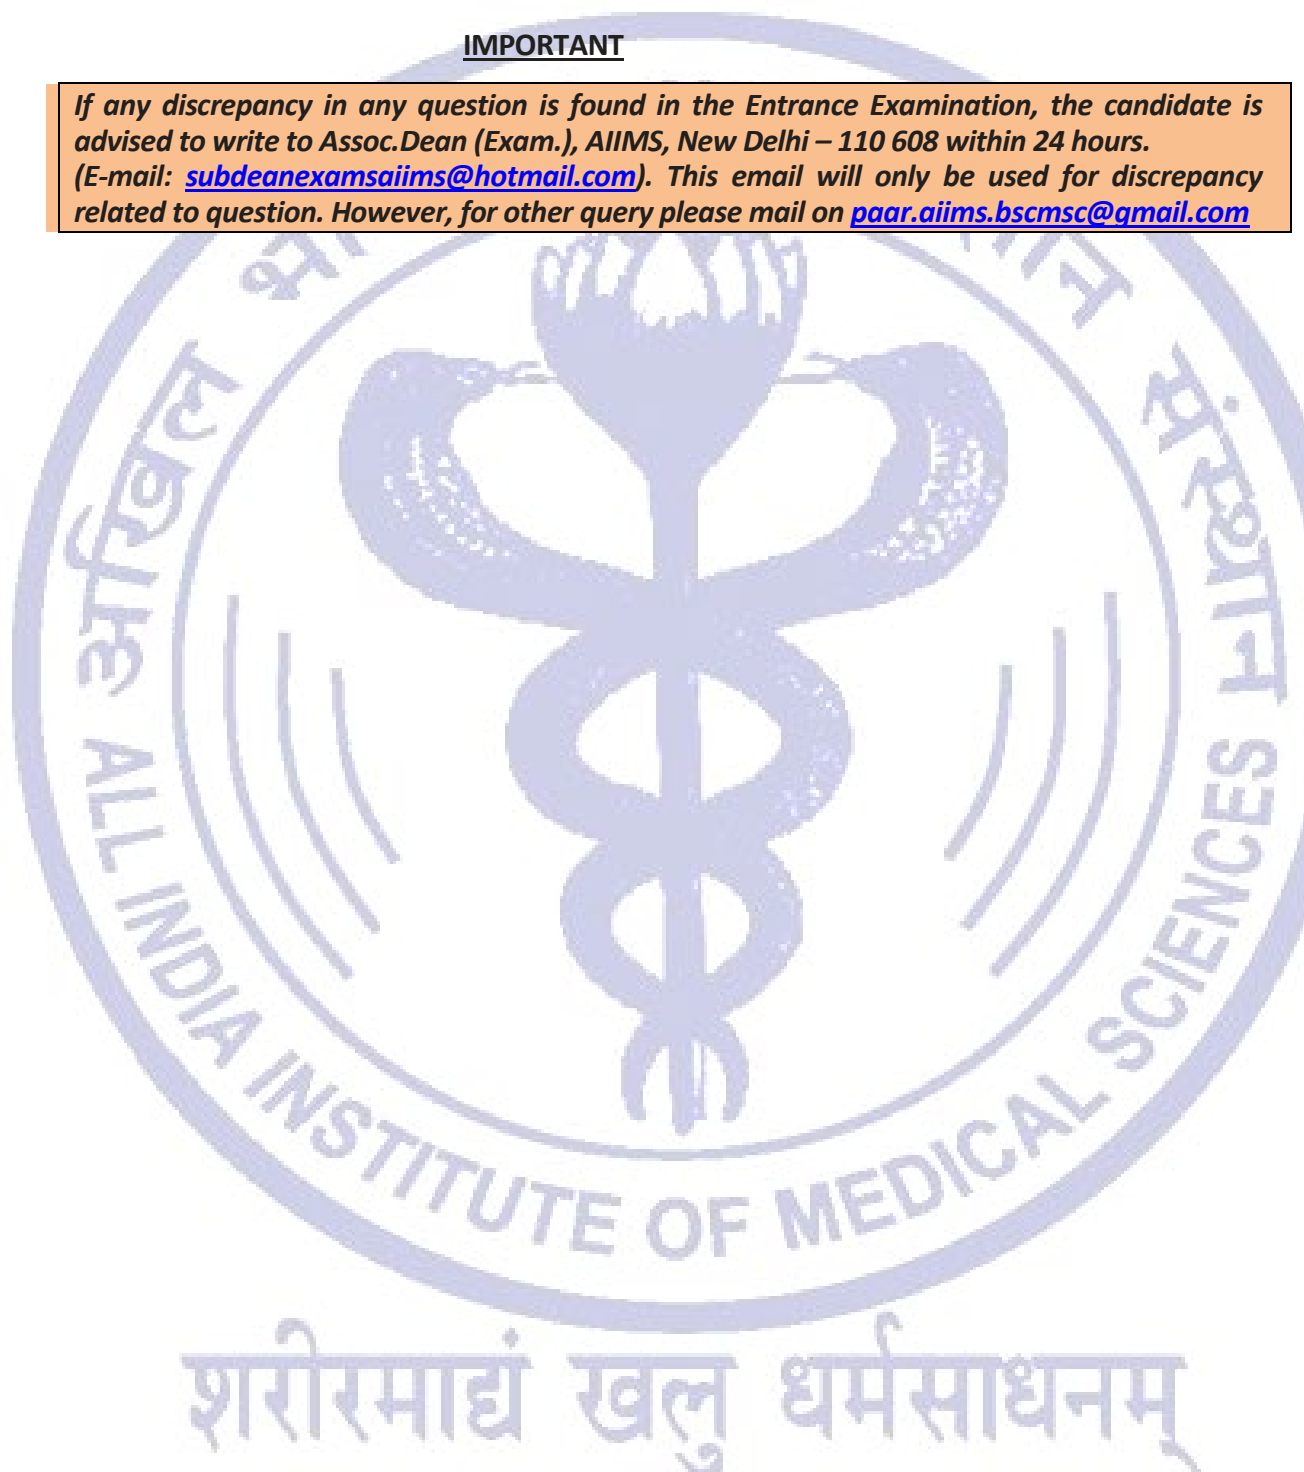 IMPORTANT
If any discrepancy in any question is found in the Entrance Examination, the candidate is
advised to write to Assoc.Dean (Exam.), AIIMS, New Delhi – 110 608 within 24 hours.
(E-mail: subdeanexamsaiims@hotmail.com). This email will only be used for discrepancy
related to question. However, for other query please mail on paar.aiims.bscmsc@gmail.com
अखिल
संस्थान
ALL INDIA INSTITUTE OF MEDICAL SCIENCES
शरीरमाद्यं खलु धर्मसाधनम्